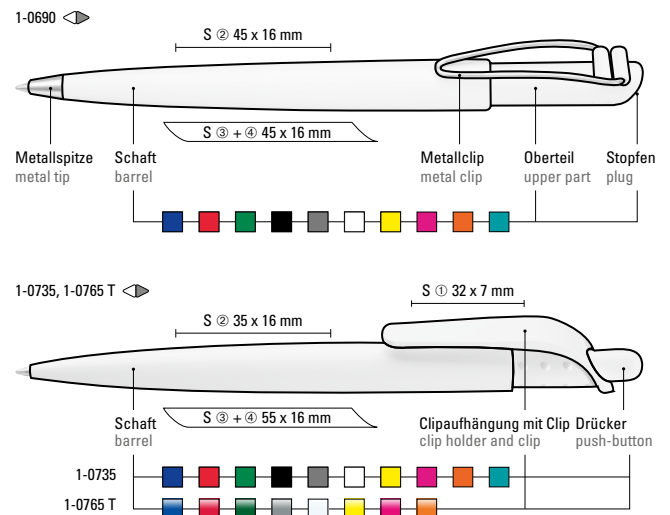 1-0690
S ② 45 x 16 mm
S ③ + ④ 45 x 16 mm
Metallspitze Schaft Metallclip Oberteil Stopfen
metal tip barrel metal clip upper part plug
1-0735, 1-0765 T
S ① 32 x 7 mm
S ② 35 x 16 mm
S ③ + ④ 55 x 16 mm
Schaft Clipaufhängung mit Clip Drücker
barrel clip holder and clip push-button
1-0735
1-0765 T